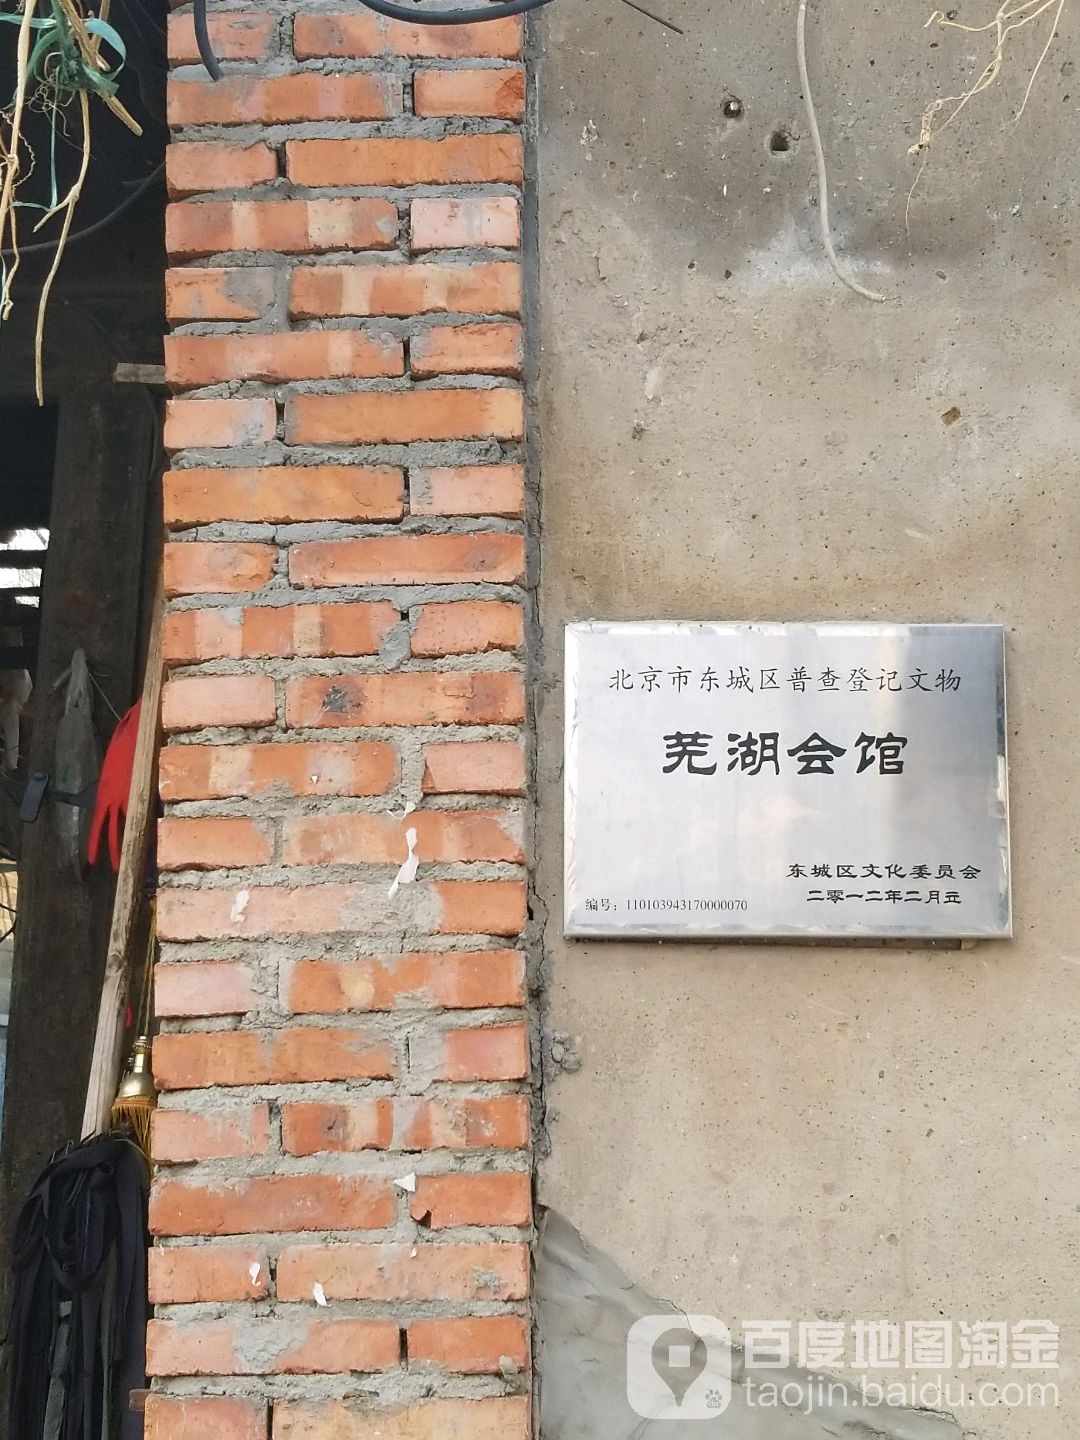 北京市东城区普查登记文物
芜湖会馆
东城区文化委员会
二零一二年二月立
编号：110103943170000070
百度地图淘金
taojin.baidu.com